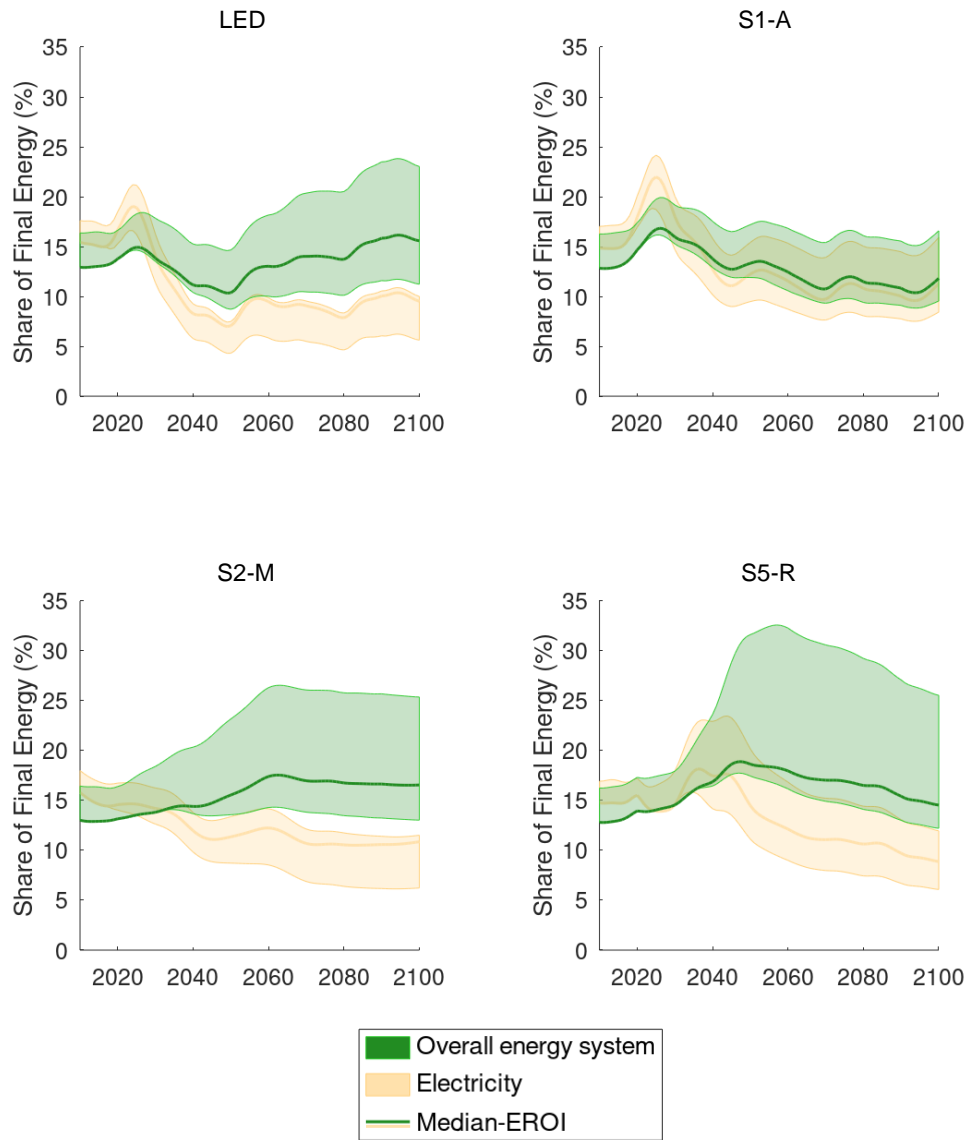 LED
Share of Final Energy (%)
35
30
25
20
15
10
5
0
2020 2040 2060 2080 2100
S1-A
Share of Final Energy (%)
35
30
25
20
15
10
5
0
2020 2040 2060 2080 2100
S2-M
Share of Final Energy (%)
35
30
25
20
15
10
5
0
2020 2040 2060 2080 2100
S5-R
Share of Final Energy (%)
35
30
25
20
15
10
5
0
2020 2040 2060 2080 2100
Overall energy system
Electricity
Median-EROI